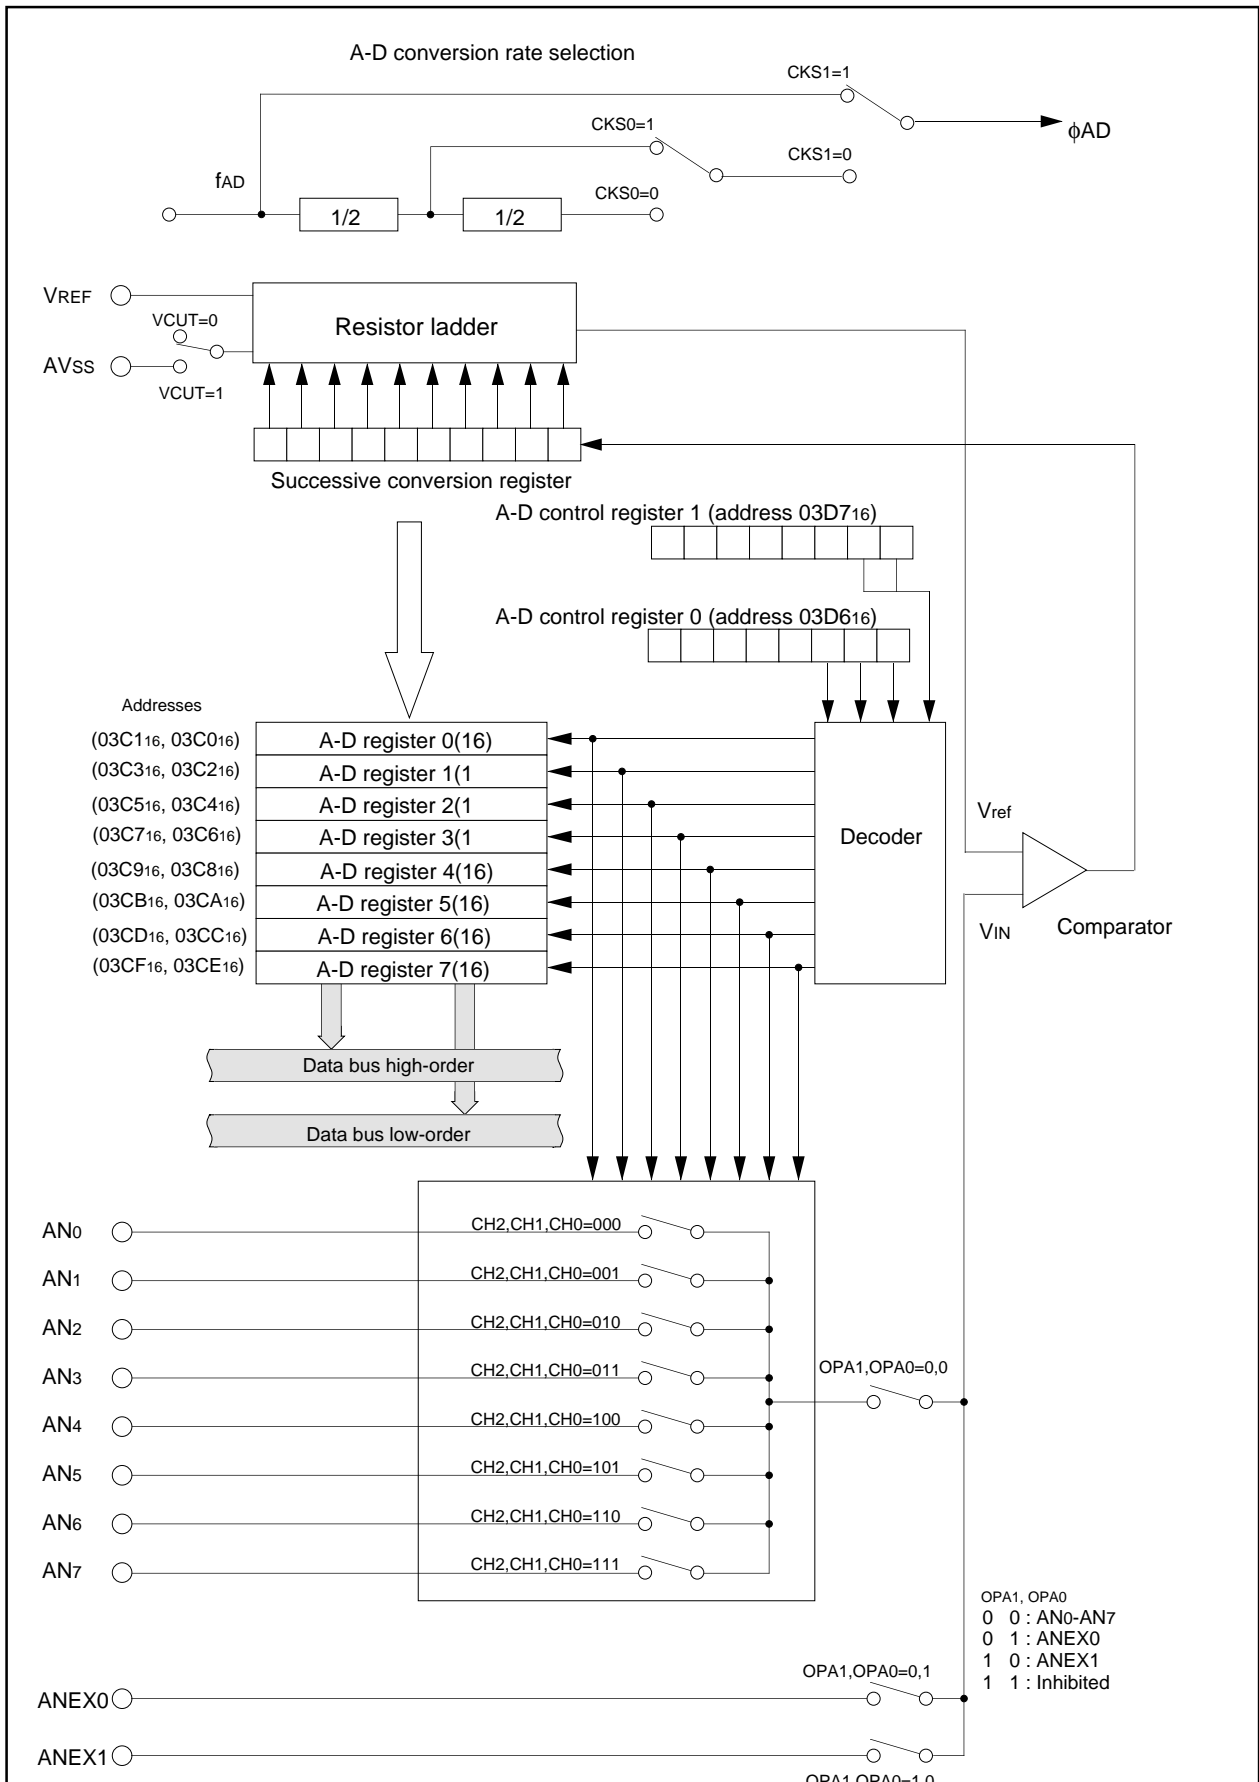 A-D conversion rate selection
CKS1=1
ϕAD
CKS0=1
CKS1=0
fAD
CKS0=0
1/2
1/2
VREF
VCUT=0
Resistor ladder
AVSS
VCUT=1
Successive conversion register
A-D control register 1 (address 03D716)
A-D control register 0 (address 03D616)
Addresses
(03C116, 03C016) A-D register 0(16)
(03C316, 03C216) A-D register 1(1
(03C516, 03C416) A-D register 2(1
(03C716, 03C616) A-D register 3(1
(03C916, 03C816) A-D register 4(16)
(03CB16, 03CA16) A-D register 5(16)
(03CD16, 03CC16) A-D register 6(16)
(03CF16, 03CE16) A-D register 7(16)
Decoder
Vref
VIN
Comparator
Data bus high-order
Data bus low-order
AN0 CH2,CH1,CH0=000
AN1 CH2,CH1,CH0=001
AN2 CH2,CH1,CH0=010
AN3 CH2,CH1,CH0=011
OPA1,OPA0=0,0
AN4 CH2,CH1,CH0=100
AN5 CH2,CH1,CH0=101
AN6 CH2,CH1,CH0=110
AN7 CH2,CH1,CH0=111
OPA1, OPA0
0 0 : AN0-AN7
0 1 : ANEX0
1 0 : ANEX1
1 1 : Inhibited
OPA1,OPA0=0,1
ANEX0
ANEX1
OPA1,OPA0=1,0